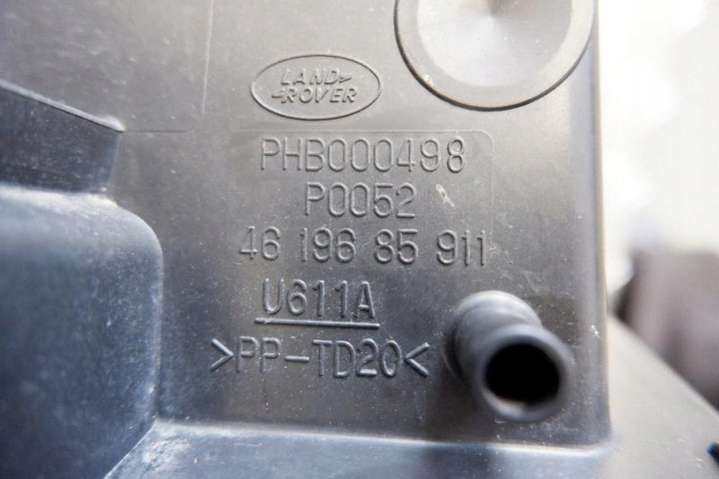 LAND
ROVER
PHB000498
P0052
46 196 85 911
U611A
>PP-TD20<